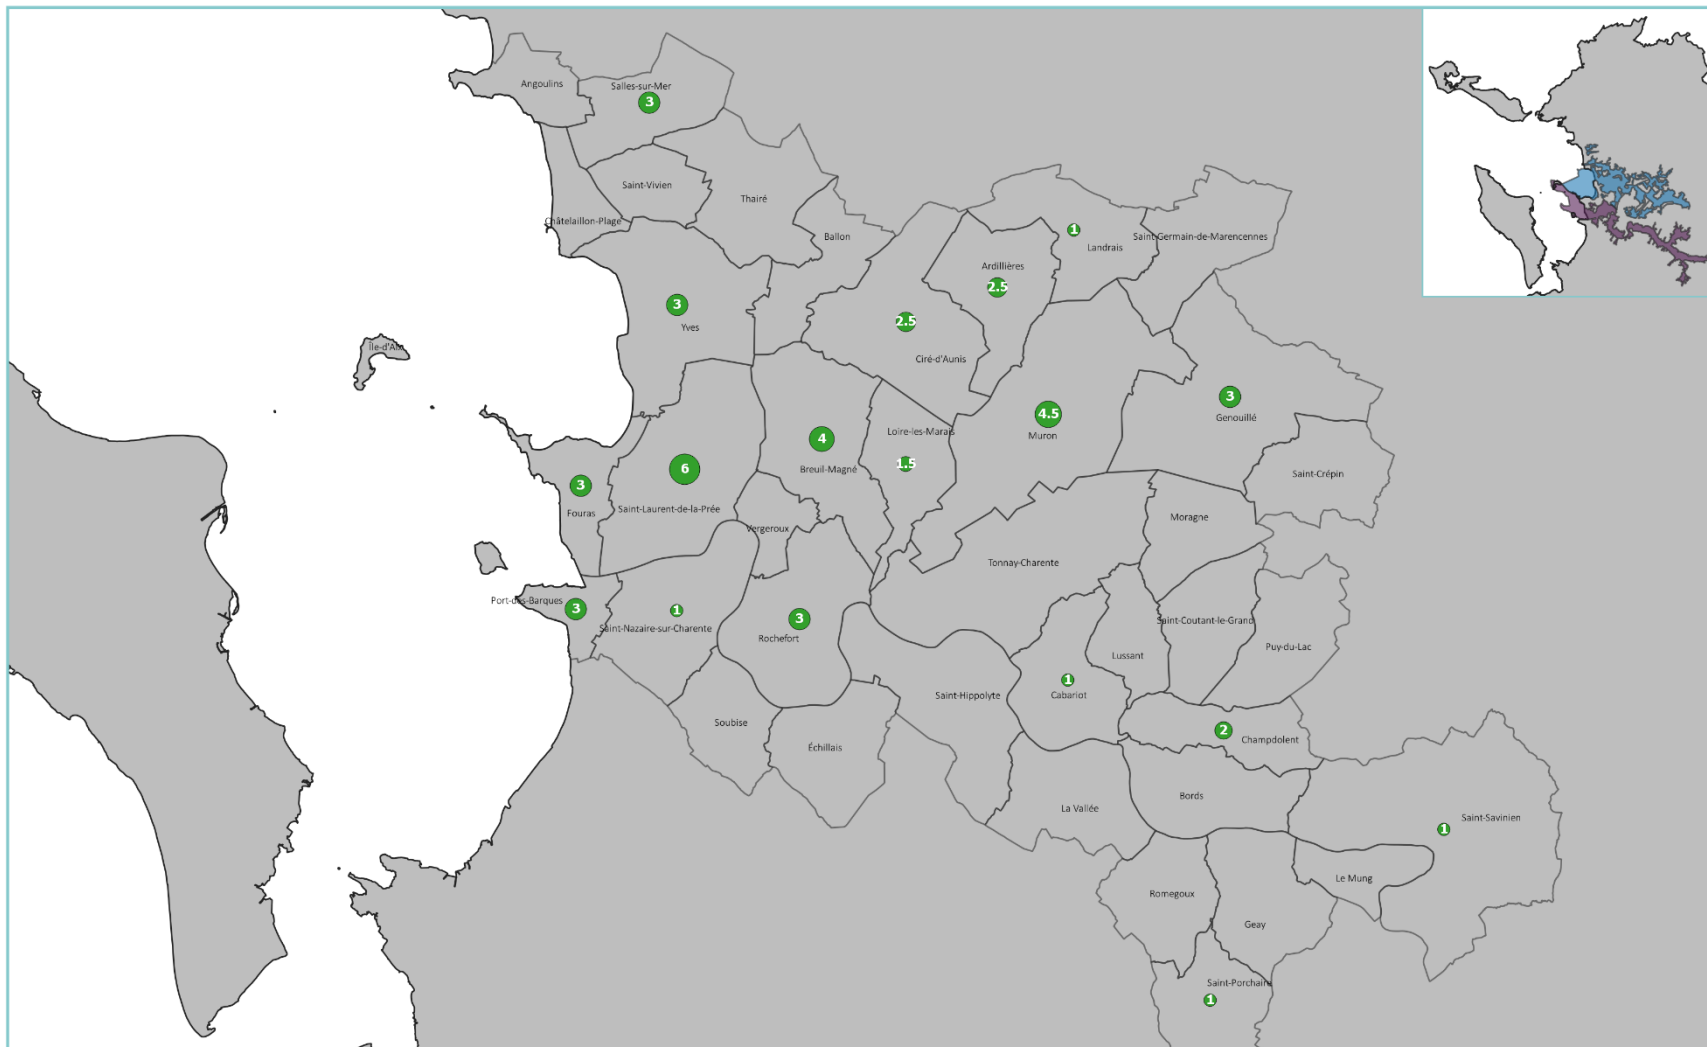 Angoulins
Salles-sur-Mer
3
Saint-Vivien
Thairé
Châtelaillon-Plage
Ballon
1
Landrais
Saint-Germain-de-Marencennes
Ardillières
2.5
3
Yves
2.5
Ciré-d'Aunis
Île-d'Aix
3
Genouillé
4.5
Muron
Loire-les-Marais
1.5
4
Breuil-Magné
6
Saint-Laurent-de-la-Prée
3
Fouras
Saint-Crépin
Moragne
Vergeroux
Tonnay-Charente
Port-des-Barques
3
1
Saint-Nazaire-sur-Charente
3
Rochefort
Saint-Coutant-le-Grand
Puy-du-Lac
Lussant
1
Cabariot
Saint-Hippolyte
Soubise
Échillais
2
Champdolent
Bords
La Vallée
Saint-Savinien
1
Le Mung
Romegoux
Geay
Saint-Porchaire
1